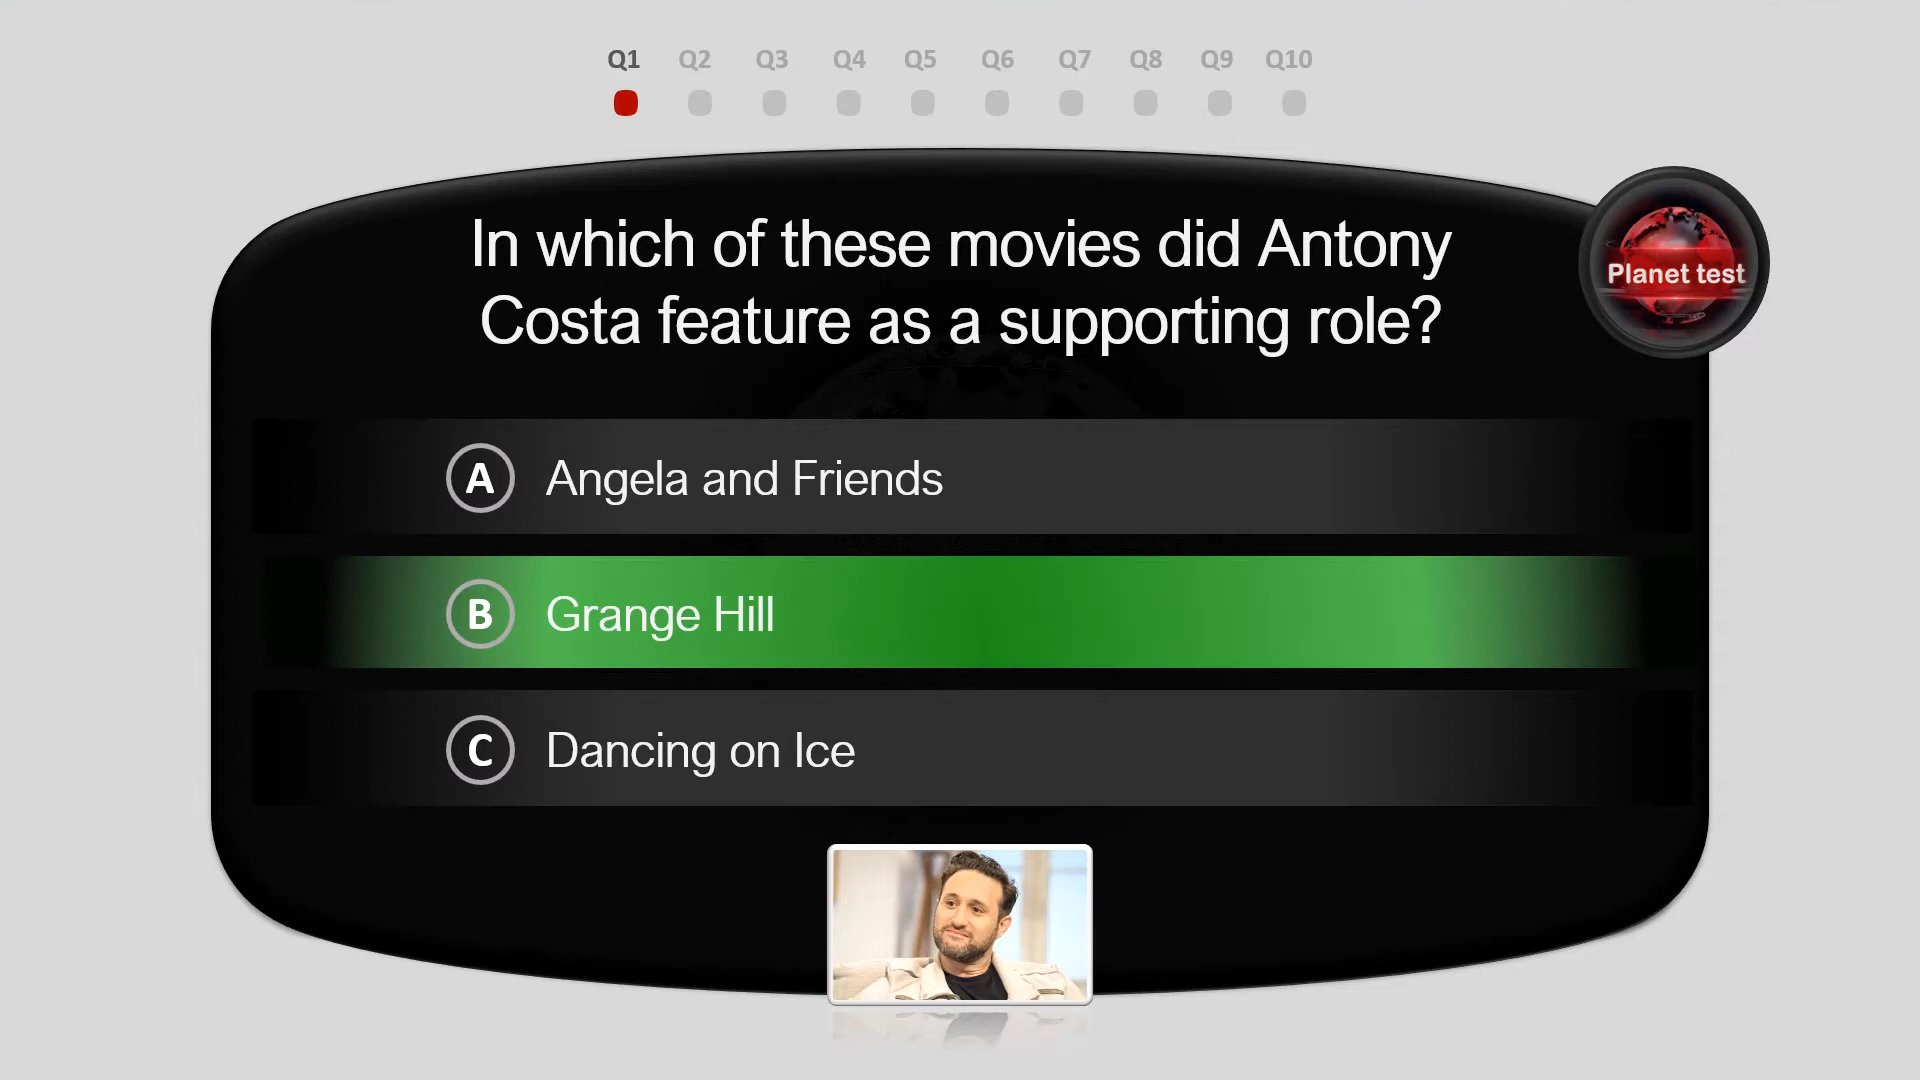 Q1 Q2 Q3 Q4 Q5 Q6 Q7 Q8 Q9 Q10
In which of these movies did Antony
Costa feature as a supporting role?
Planet test
A Angela and Friends
B Grange Hill
C Dancing on Ice